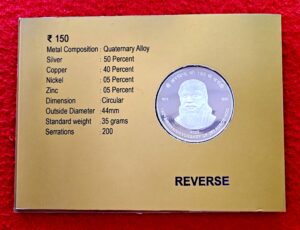 ₹ 150
Metal Composition : Quaternary Alloy
Silver : 50 Percent
Copper : 40 Percent
Nickel : 05 Percent
Zinc : 05 Percent
Dimension : Circular
Outside Diameter : 44mm
Standard weight : 35 grams
Serrations : 200
REVERSE